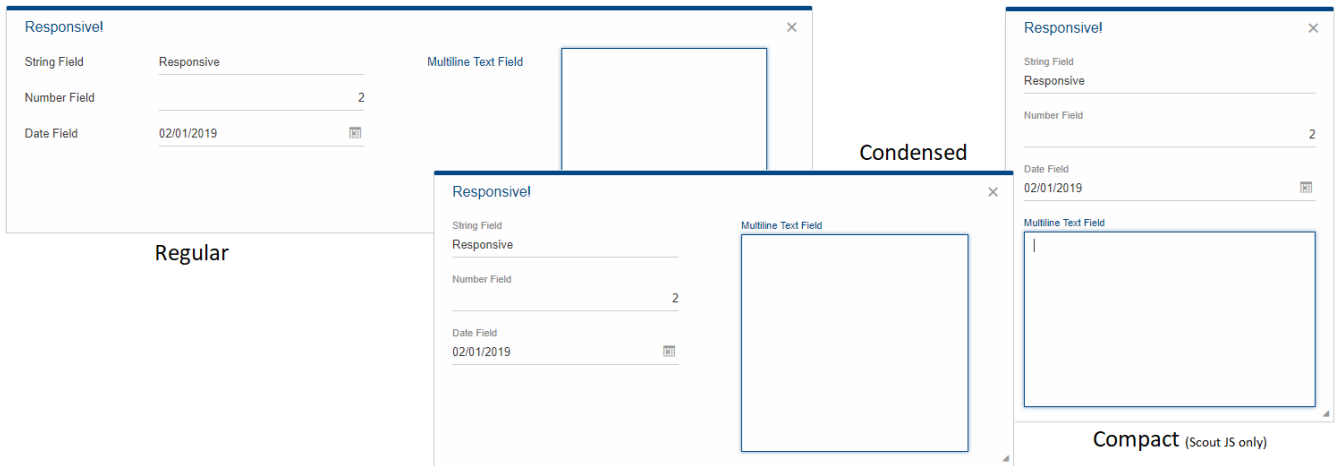 Responsive!
String Field Responsive Multiline Text Field
Number Field 2
Date Field 02/01/2019
Regular
Condensed
Responsive!
String Field Multiline Text Field
Responsive
Number Field
2
Date Field
02/01/2019
Responsive!
String Field
Responsive
Number Field
2
Date Field
02/01/2019
Multiline Text Field
Compact (Scout JS only)